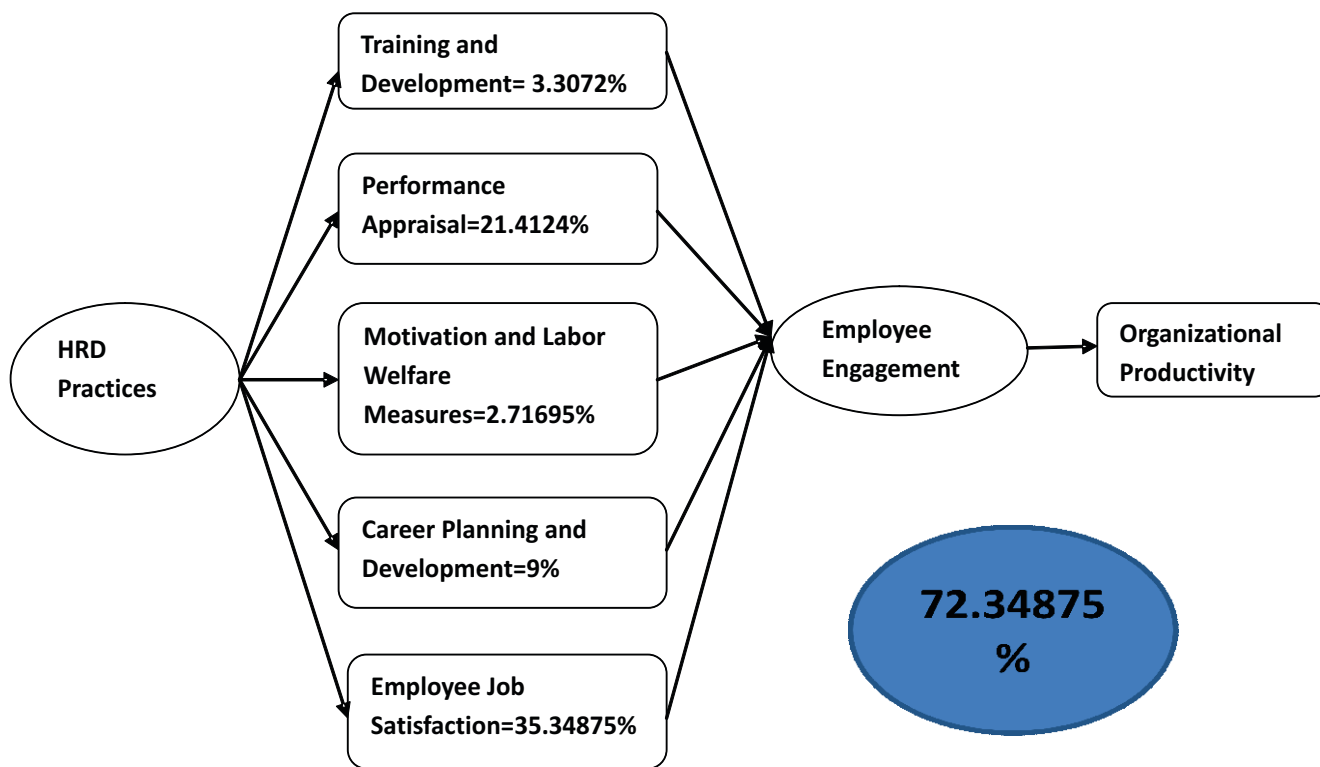 Training and
Development= 3.3072%
Performance
Appraisal=21.4124%
HRD
Practices
Motivation and Labor
Welfare
Measures=2.71695%
Career Planning and
Development=9%
Employee Job
Satisfaction=35.34875%
Employee
Engagement
Organizational
Productivity
72.34875
%